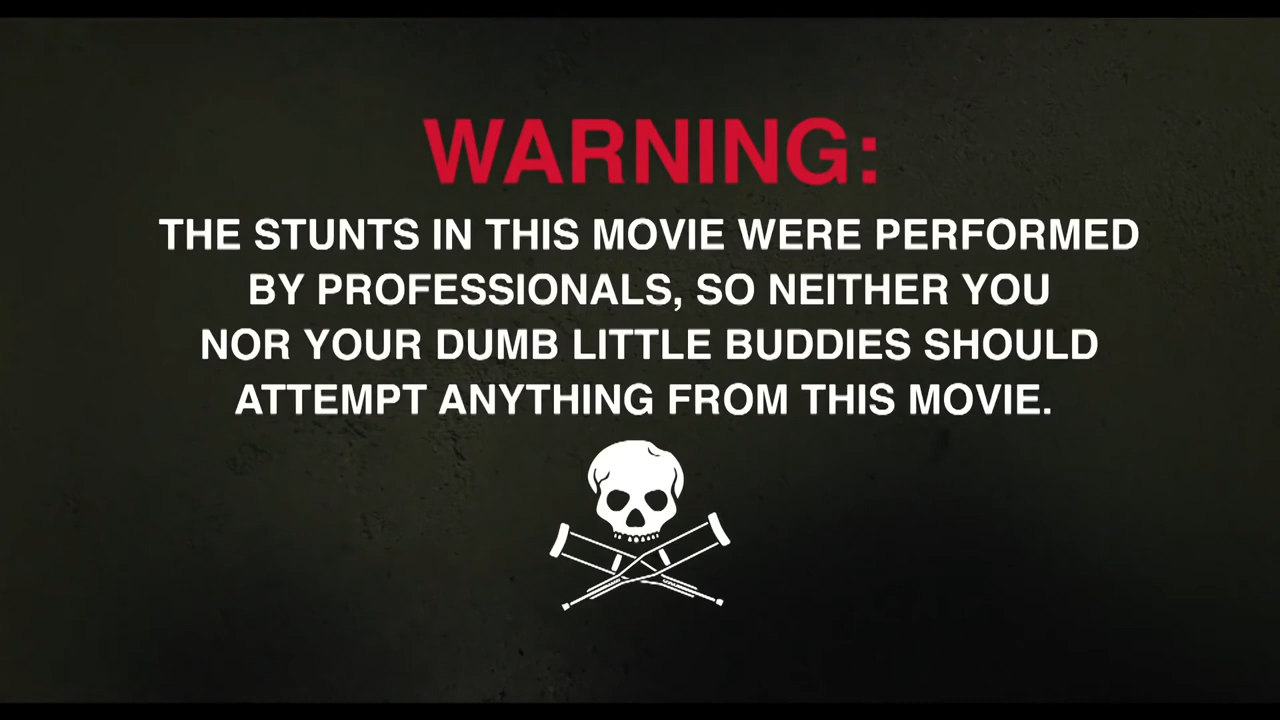 WARNING:
THE STUNTS IN THIS MOVIE WERE PERFORMED
BY PROFESSIONALS, SO NEITHER YOU
NOR YOUR DUMB LITTLE BUDDIES SHOULD
ATTEMPT ANYTHING FROM THIS MOVIE.